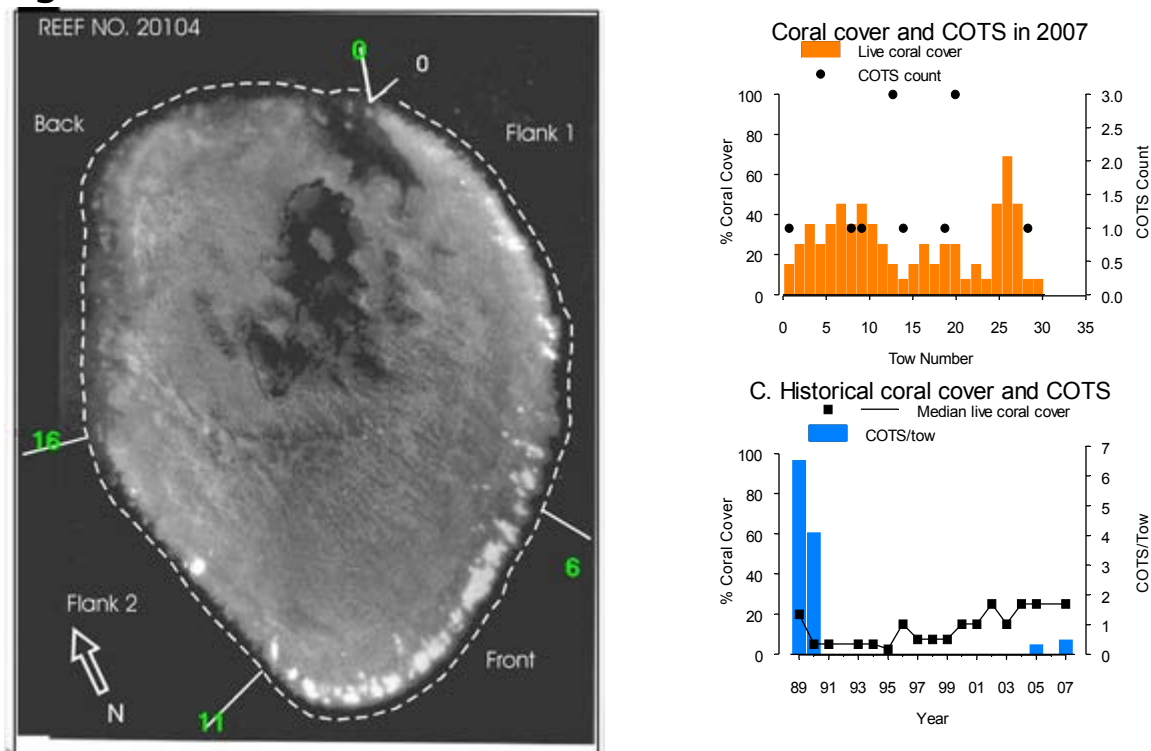 REEF NO. 20104
0
0
Back
Flank 1
16
6
Flank 2
Front
N
11
Coral cover and COTS in 2007
Live coral cover
COTS count
100
80
60
40
20
0
% Coral Cover
3.0
2.5
2.0
1.5
1.0
0.5
0.0
COTS Count
0 5 10 15 20 25 30 35
Tow Number
C. Historical coral cover and COTS
Median live coral cover
COTS/tow
100
80
60
40
20
0
% Coral Cover
7
6
5
4
3
2
1
0
COTS/Tow
89 91 93 95 97 99 01 03 05 07
Year